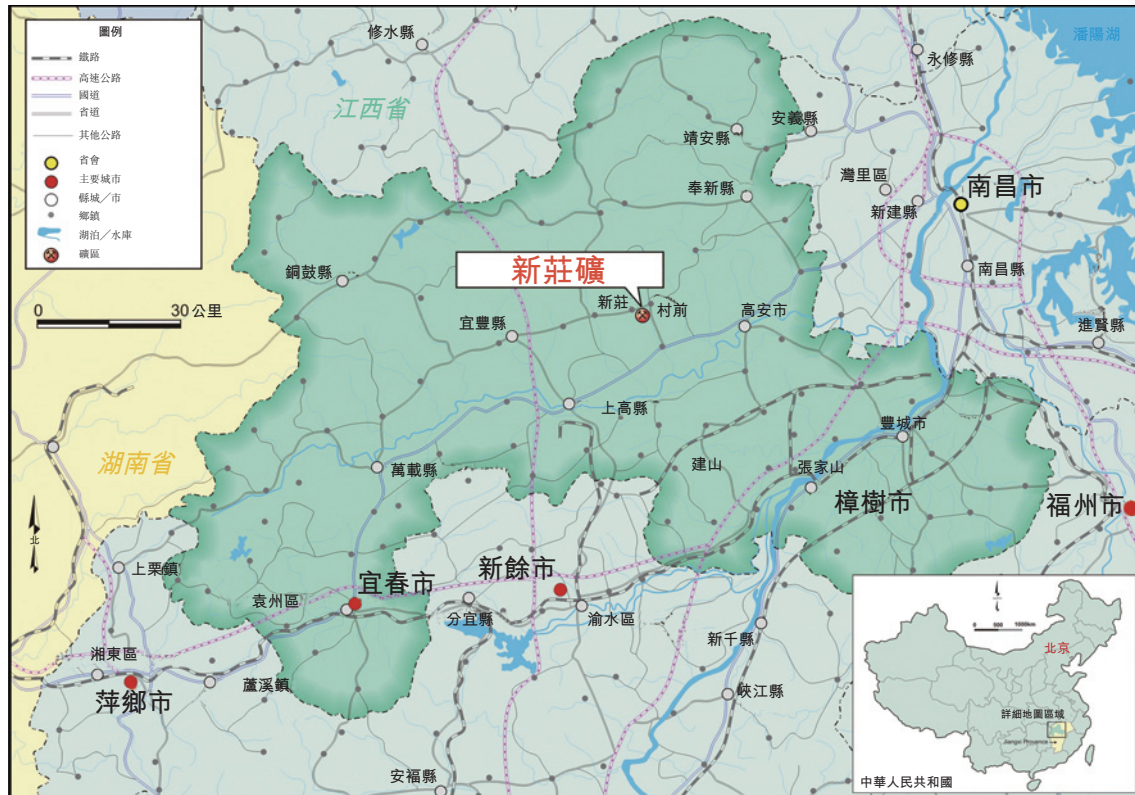 圖例
鐵路
高速公路
國道
省道
其他公路
省會
主要城市
縣城／市
鄉鎮
湖泊／水庫
礦區
0 30 公里
修水縣
江西省
潘陽湖
永修縣
安義縣
靖安縣
灣里區
奉新縣
南昌市
新建縣
銅鼓縣
南昌縣
新莊礦
新莊
村前
高安市
宜豐縣
進賢縣
上高縣
豐城市
湖南省
萬載縣
建山
張家山
樟樹市
福州市
北
上栗鎮
宜春市
新餘市
袁州區
分宜縣
渝水區
新千縣
湘東區
萍鄉市
蘆溪鎮
峽江縣
安福縣
0 500 1000km
北京
詳細地圖區域
Jiangxi Province
中華人民共和國